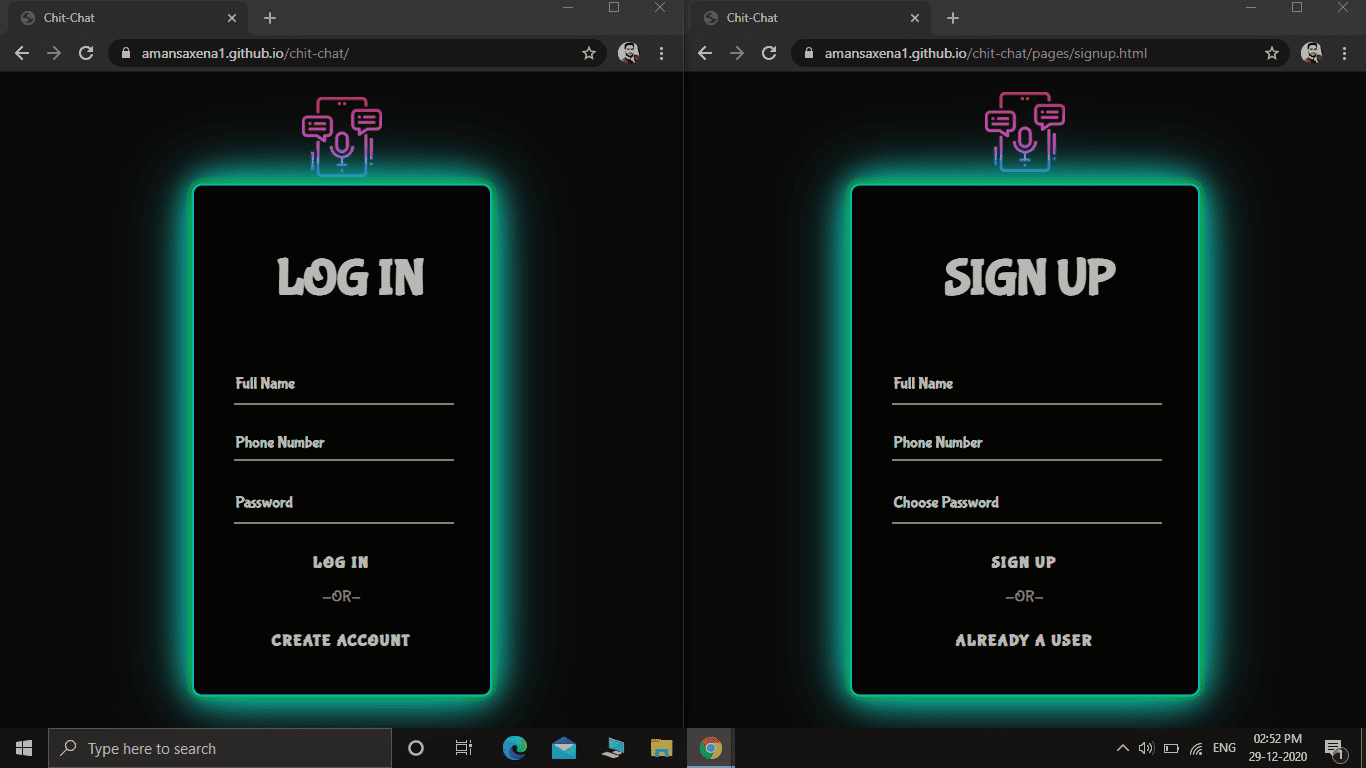 Chit-Chat
amansaxena1.github.io/chit-chat/
LOG IN
Full Name
Phone Number
Password
LOG IN
-OR-
CREATE ACCOUNT
Chit-Chat
amansaxena1.github.io/chit-chat/pages/signup.html
SIGN UP
Full Name
Phone Number
Choose Password
SIGN UP
-OR-
ALREADY A USER
Type here to search
ENG
02:52 PM
29-12-2020
1